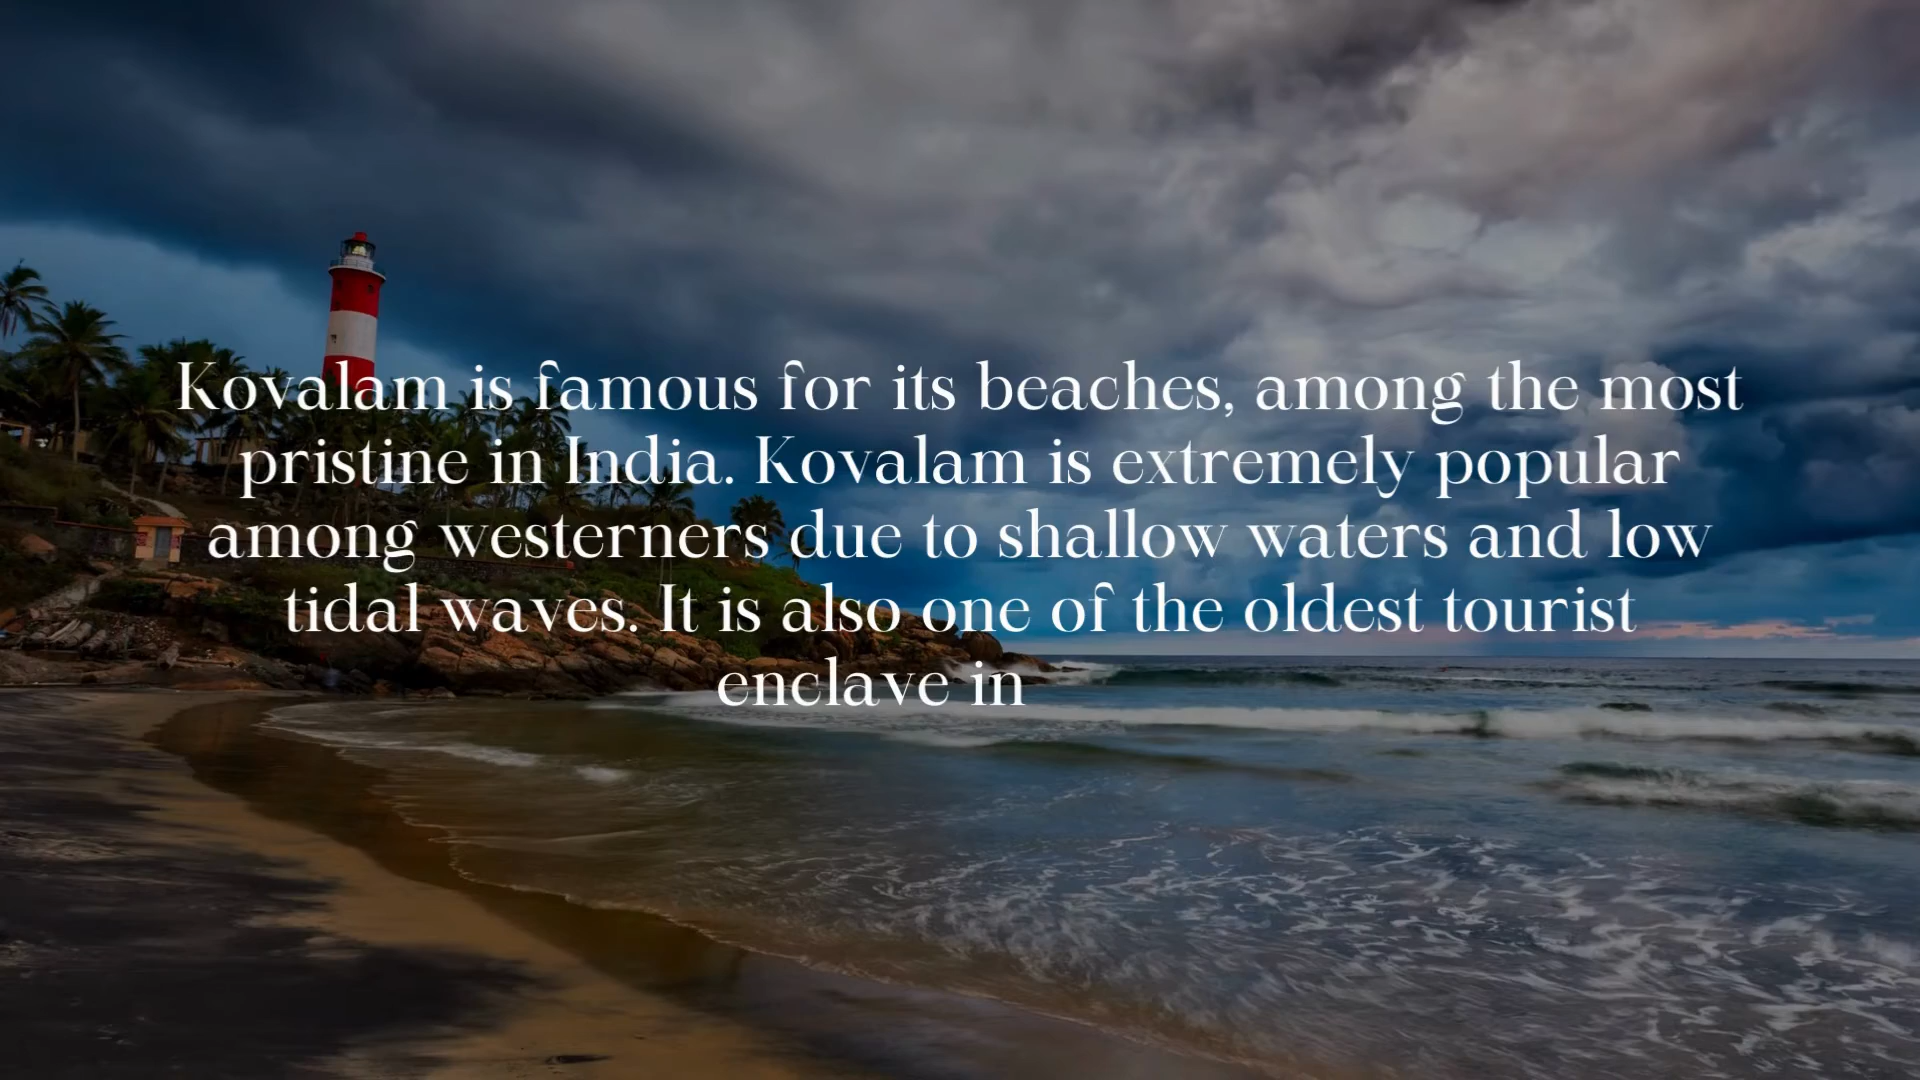 Kovalam is famous for its beaches, among the most
pristine in India. Kovalam is extremely popular
among westerners due to shallow waters and low
tidal waves. It is also one of the oldest tourist
enclave in